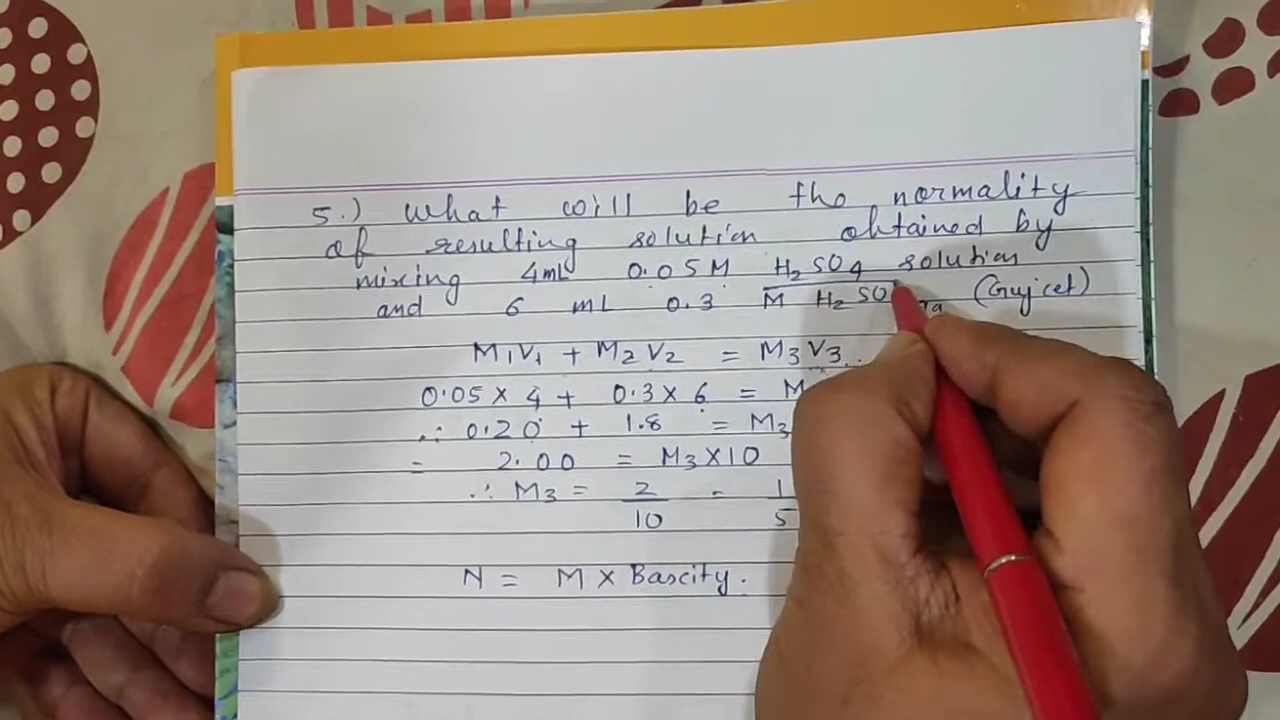 5.) What will be the normality
of resulting solution obtained by
mixing 4mL 0.05M H2SO4 solution
and 6 mL 0.3 M H2SO (Gujcet)
M1V1 + M2V2 = M3V3
0.05 × 4 + 0.3 × 6 = M
∴ 0.20 + 1.8 = M3
= 2.00 = M3×10
∴ M3 = 2/10 - 1/5
N = M × Bascity.